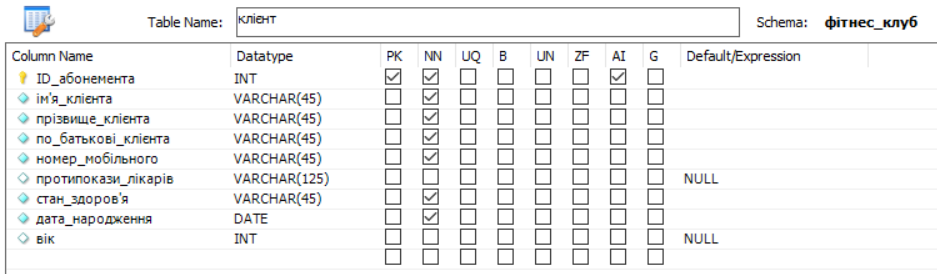 Table Name: клієнт Schema: фітнес_клуб
Column Name Datatype PK NN UQ B UN ZF AI G Default/Expression
ID_абонемента INT
ім'я_клієнта VARCHAR(45)
прізвище_клієнта VARCHAR(45)
по_батькові_клієнта VARCHAR(45)
номер_мобільного VARCHAR(45)
протипокази_лікарів VARCHAR(125) NULL
стан_здоров'я VARCHAR(45)
дата_народження DATE
вік INT NULL